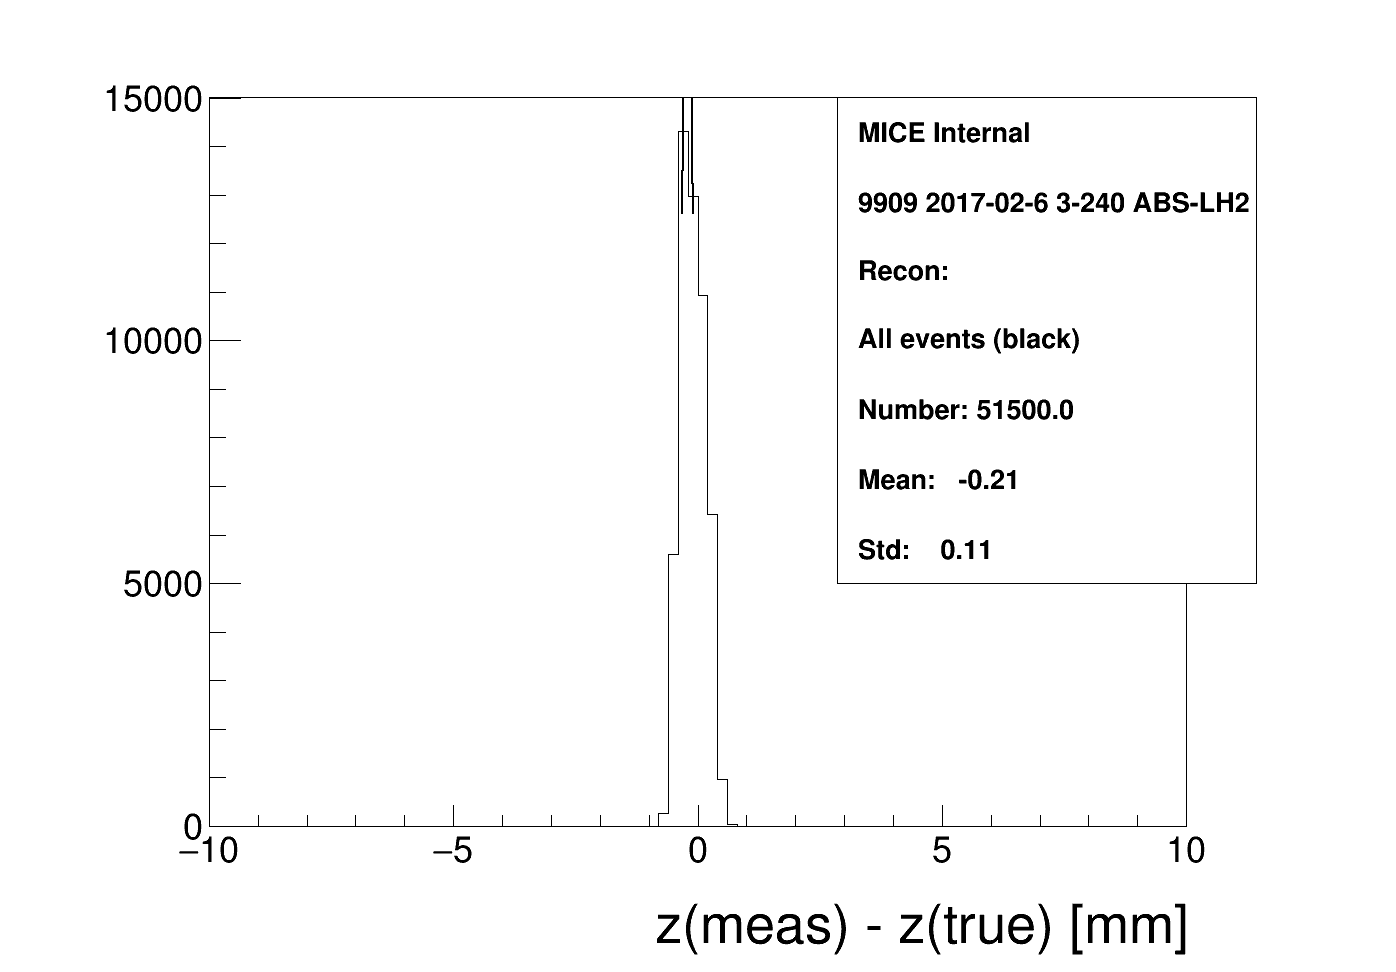 15000
10000
5000
0
MICE Internal
9909 2017-02-6 3-240 ABS-LH2
Recon:
All events (black)
Number: 51500.0
Mean: -0.21
Std: 0.11
−10 −5 0 5 10
z(meas) - z(true) [mm]